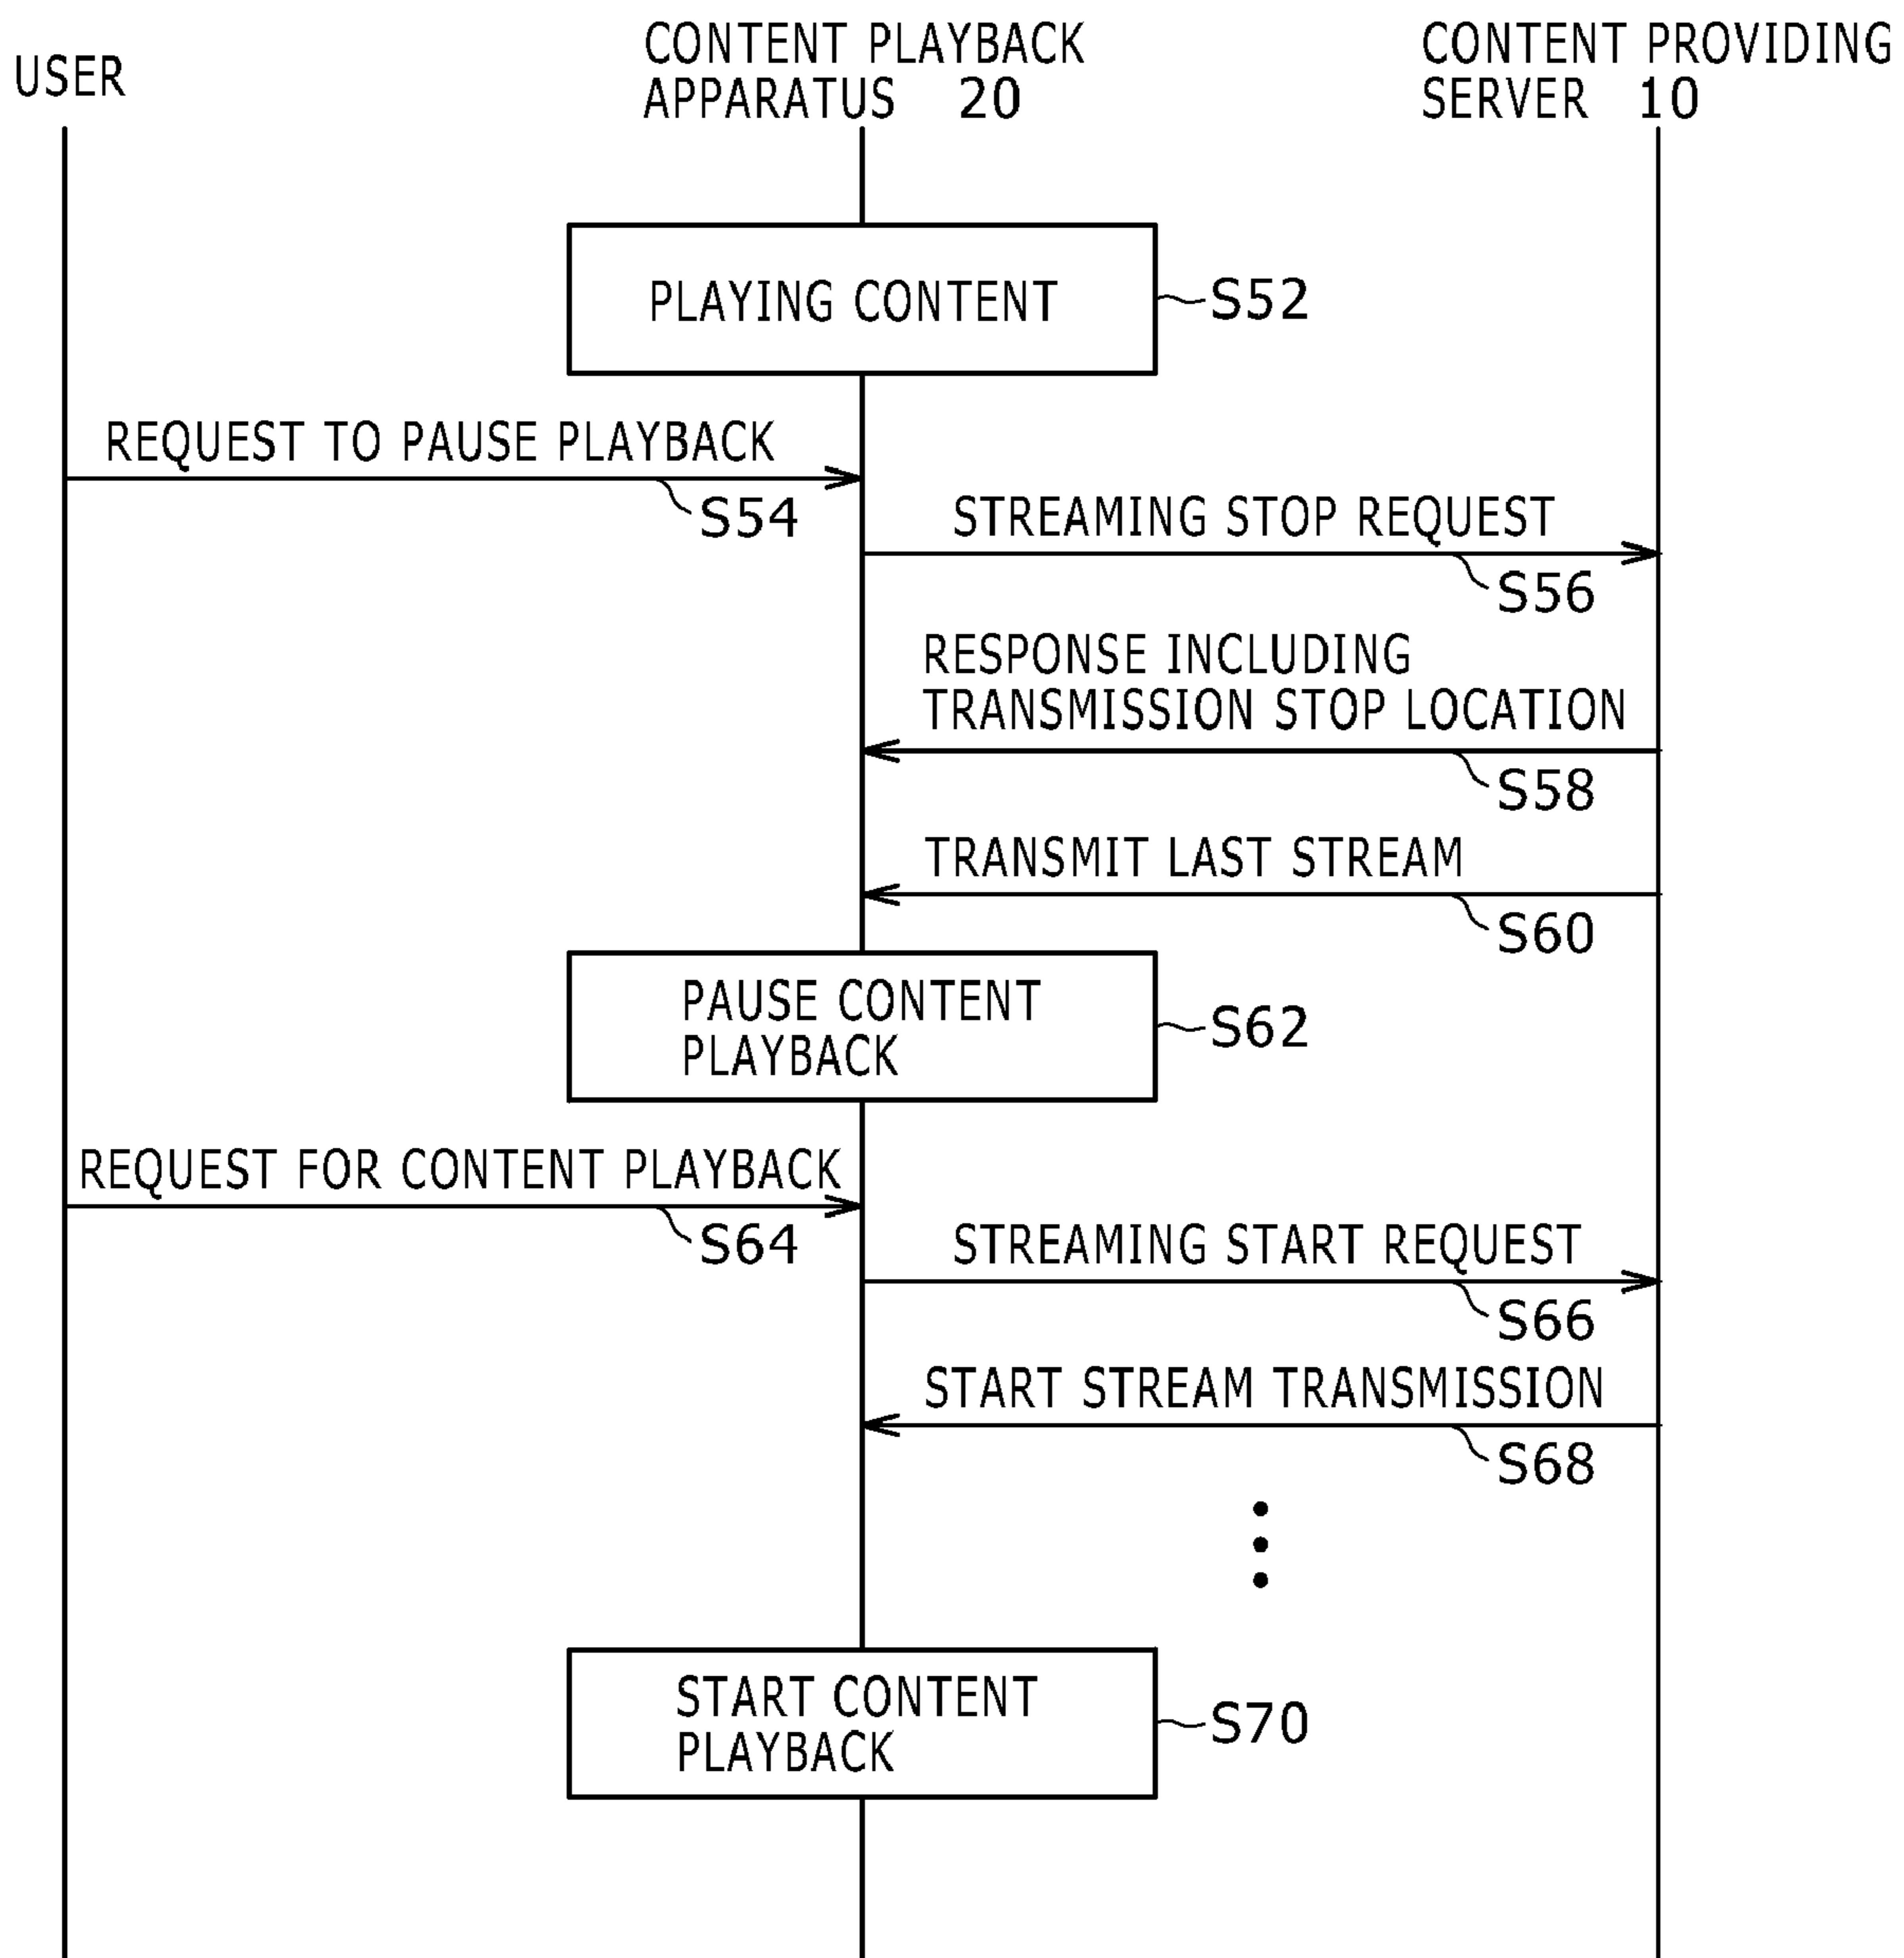 USER
CONTENT PLAYBACK
APPARATUS 20
CONTENT PROVIDING
SERVER 10
PLAYING CONTENT
S52
REQUEST TO PAUSE PLAYBACK
S54
STREAMING STOP REQUEST
S56
RESPONSE INCLUDING
TRANSMISSION STOP LOCATION
S58
TRANSMIT LAST STREAM
S60
PAUSE CONTENT
PLAYBACK
S62
REQUEST FOR CONTENT PLAYBACK
S64
STREAMING START REQUEST
S66
START STREAM TRANSMISSION
S68
START CONTENT
PLAYBACK
S70